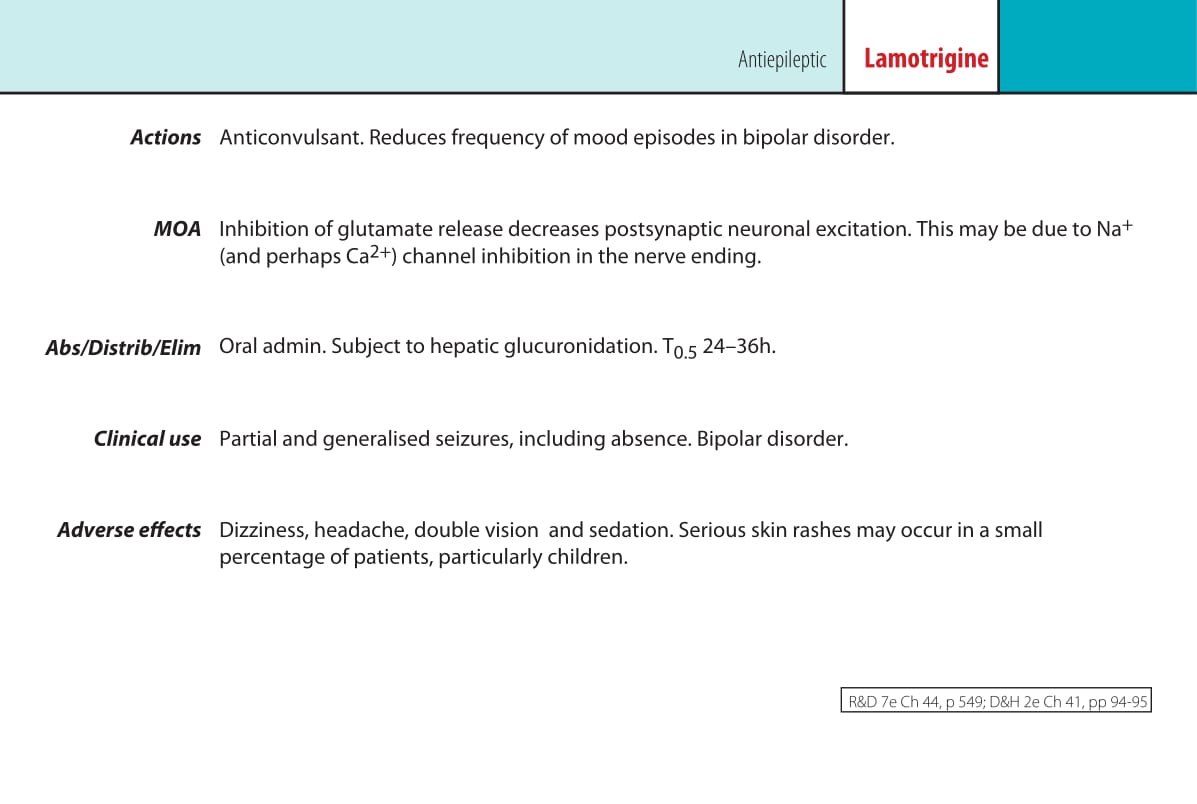 Antiepileptic Lamotrigine
Actions Anticonvulsant. Reduces frequency of mood episodes in bipolar disorder.
MOA Inhibition of glutamate release decreases postsynaptic neuronal excitation. This may be due to Na+
(and perhaps Ca2+) channel inhibition in the nerve ending.
Abs/Distrib/Elim Oral admin. Subject to hepatic glucuronidation. T0.5 24–36h.
Clinical use Partial and generalised seizures, including absence. Bipolar disorder.
Adverse effects Dizziness, headache, double vision and sedation. Serious skin rashes may occur in a small
percentage of patients, particularly children.
R&D 7e Ch 44, p 549; D&H 2e Ch 41, pp 94-95